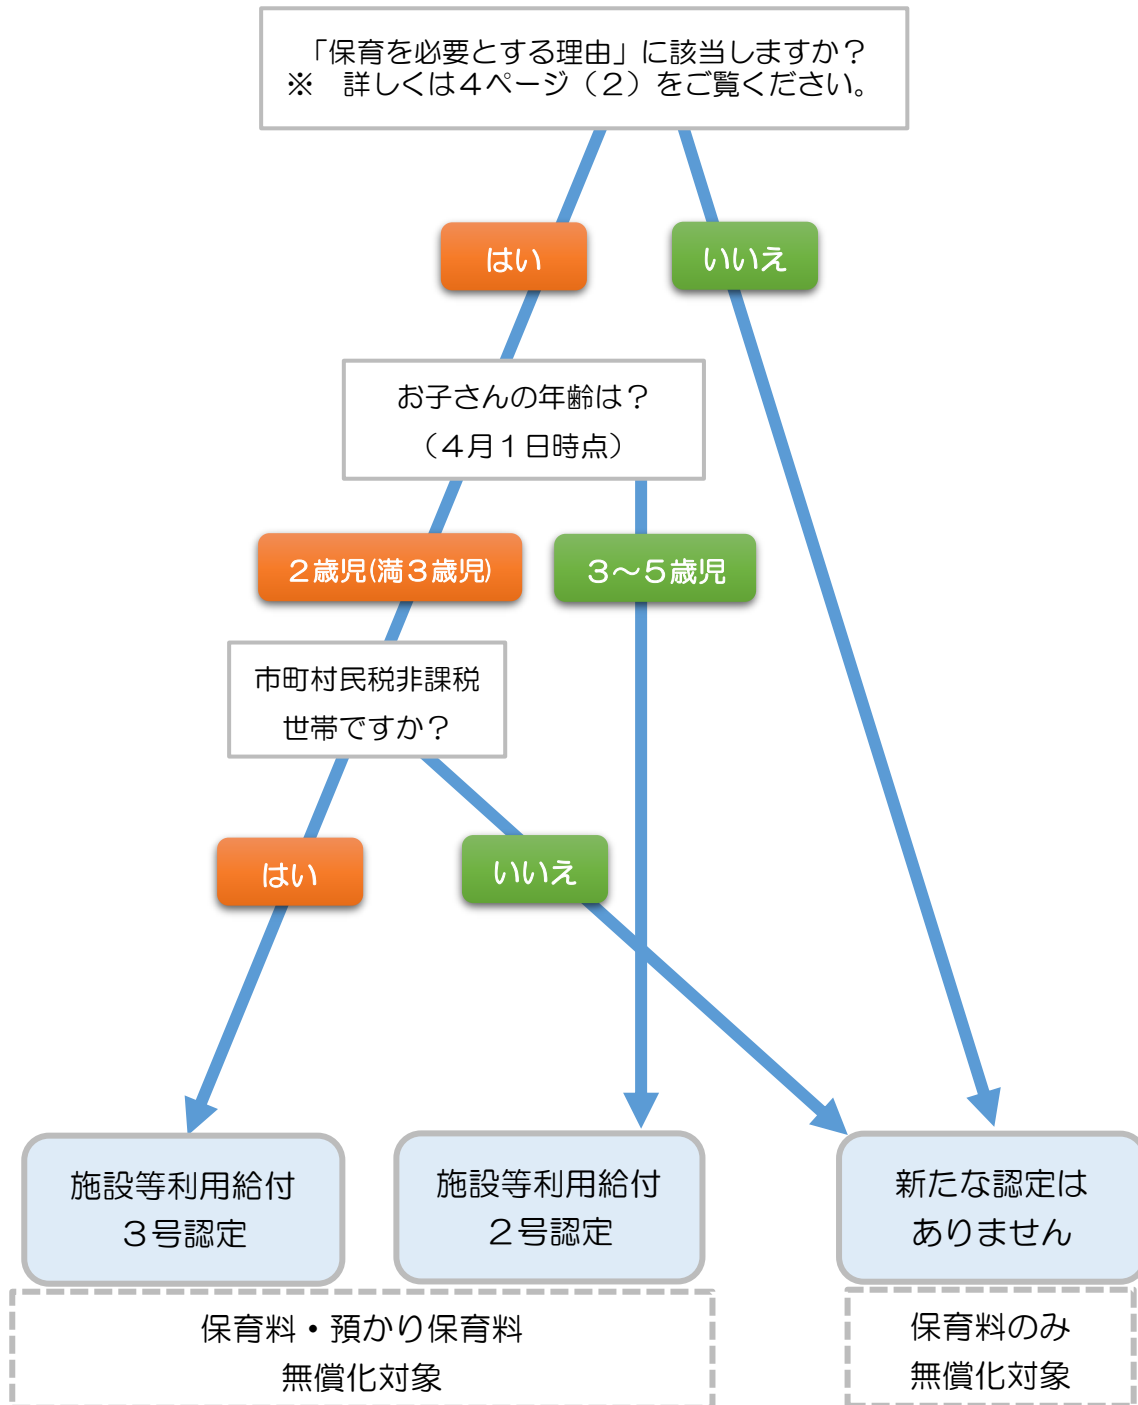 「保育を必要とする理由」に該当しますか？
※　詳しくは４ページ（２）をご覧ください。
はい
いいえ
お子さんの年齢は？
（４月１日時点）
２歳児(満３歳児)
３～５歳児
市町村民税非課税
世帯ですか？
はい
いいえ
施設等利用給付
３号認定
施設等利用給付
２号認定
新たな認定は
ありません
保育料・預かり保育料
無償化対象
保育料のみ
無償化対象